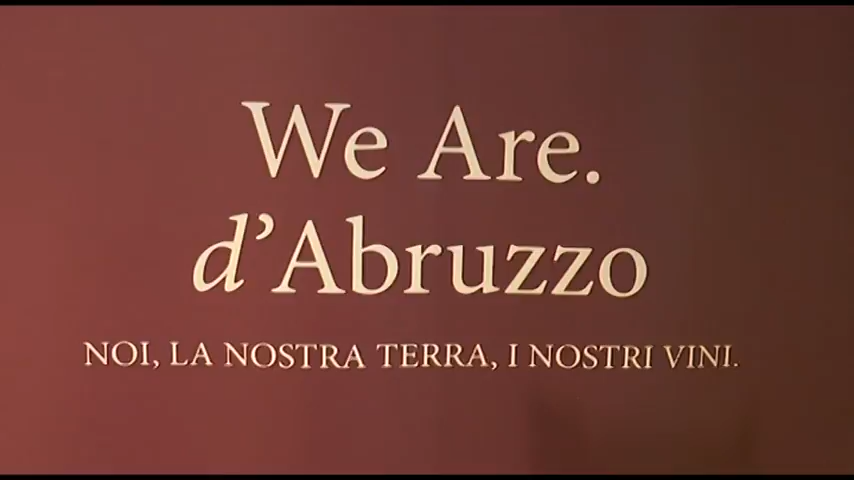 We Are.
d'Abruzzo
NOI, LA NOSTRA TERRA, I NOSTRI VINI.